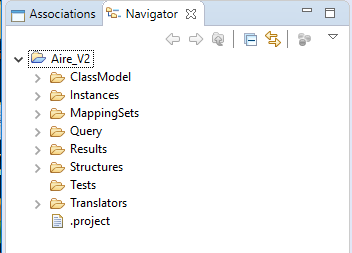 Associations Navigator
Aire_V2
ClassModel
Instances
MappingSets
Query
Results
Structures
Tests
Translators
.project